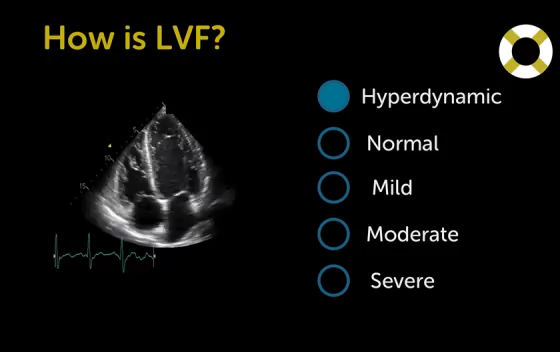 How is LVF?
Hyperdynamic
Normal
Mild
Moderate
Severe